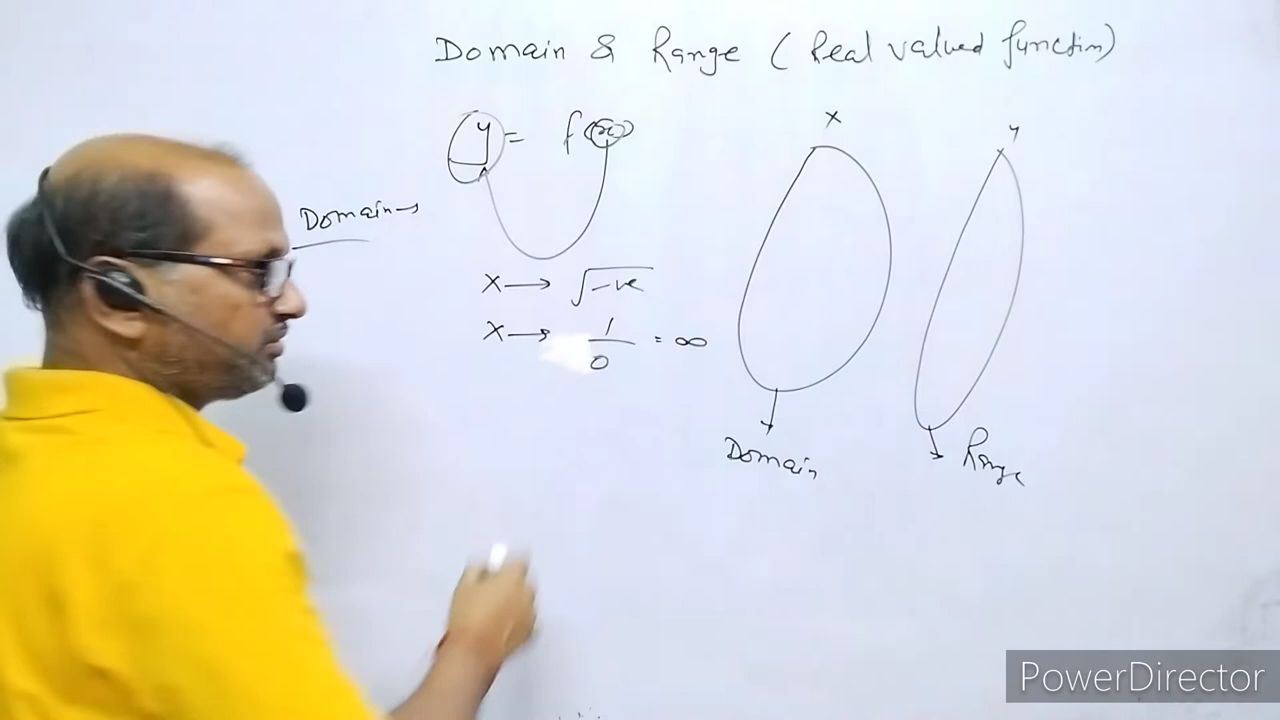 Domain & Range (Real valued function)
y = f(x)
Domain →
X → √-ve
X → 1/0 = ∞
X
Y
Domain
Range
PowerDirector